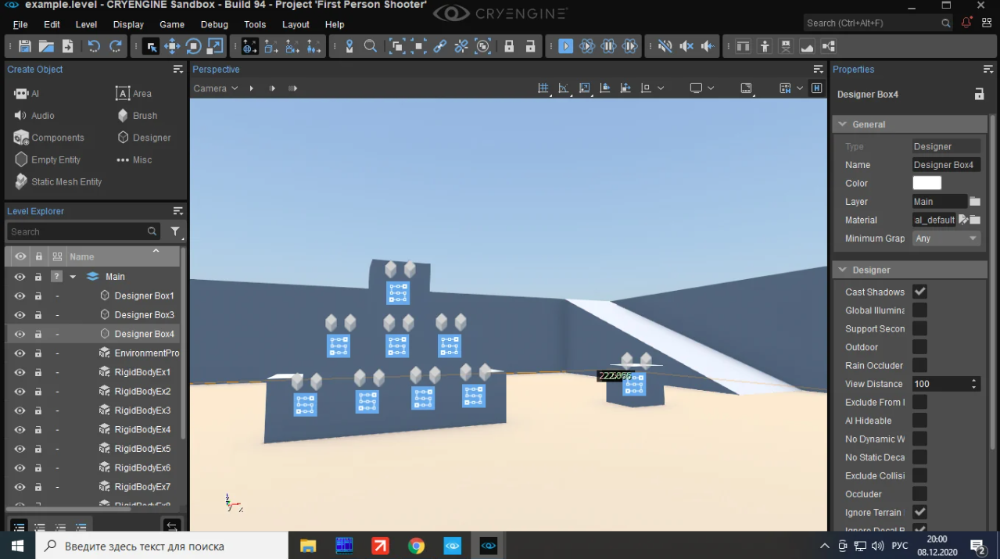 example.level - CRYENGINE Sandbox - Build 94 - Project 'First Person Shooter'
CRYENGINE®
File Edit Level Display Game Debug Tools Layout Help
Search (Ctrl+Alt+F)
Create Object
AI
Area
Audio
Brush
Components
Designer
Empty Entity
Misc
Static Mesh Entity
Level Explorer
Search
Name
? Main
- Designer Box1
- Designer Box3
- Designer Box4
- EnvironmentPro
- RigidBodyEx1
- RigidBodyEx2
- RigidBodyEx3
- RigidBodyEx4
- RigidBodyEx5
- RigidBodyEx6
- RigidBodyEx7
RigidBodyEx8
Perspective
Camera
H
Properties
Designer Box4
General
Type Designer
Name Designer Box4
Color
Layer Main
Material al_default
Minimum Grap Any
Designer
Cast Shadows
Global Illumina
Support Secon
Outdoor
Rain Occluder
View Distance 100
Exclude From I
AI Hideable
No Dynamic W
No Static Deca
Exclude Collisi
Occluder
Ignore Terrain
Введите здесь текст для поиска
РУС
20:00
08.12.2020
2